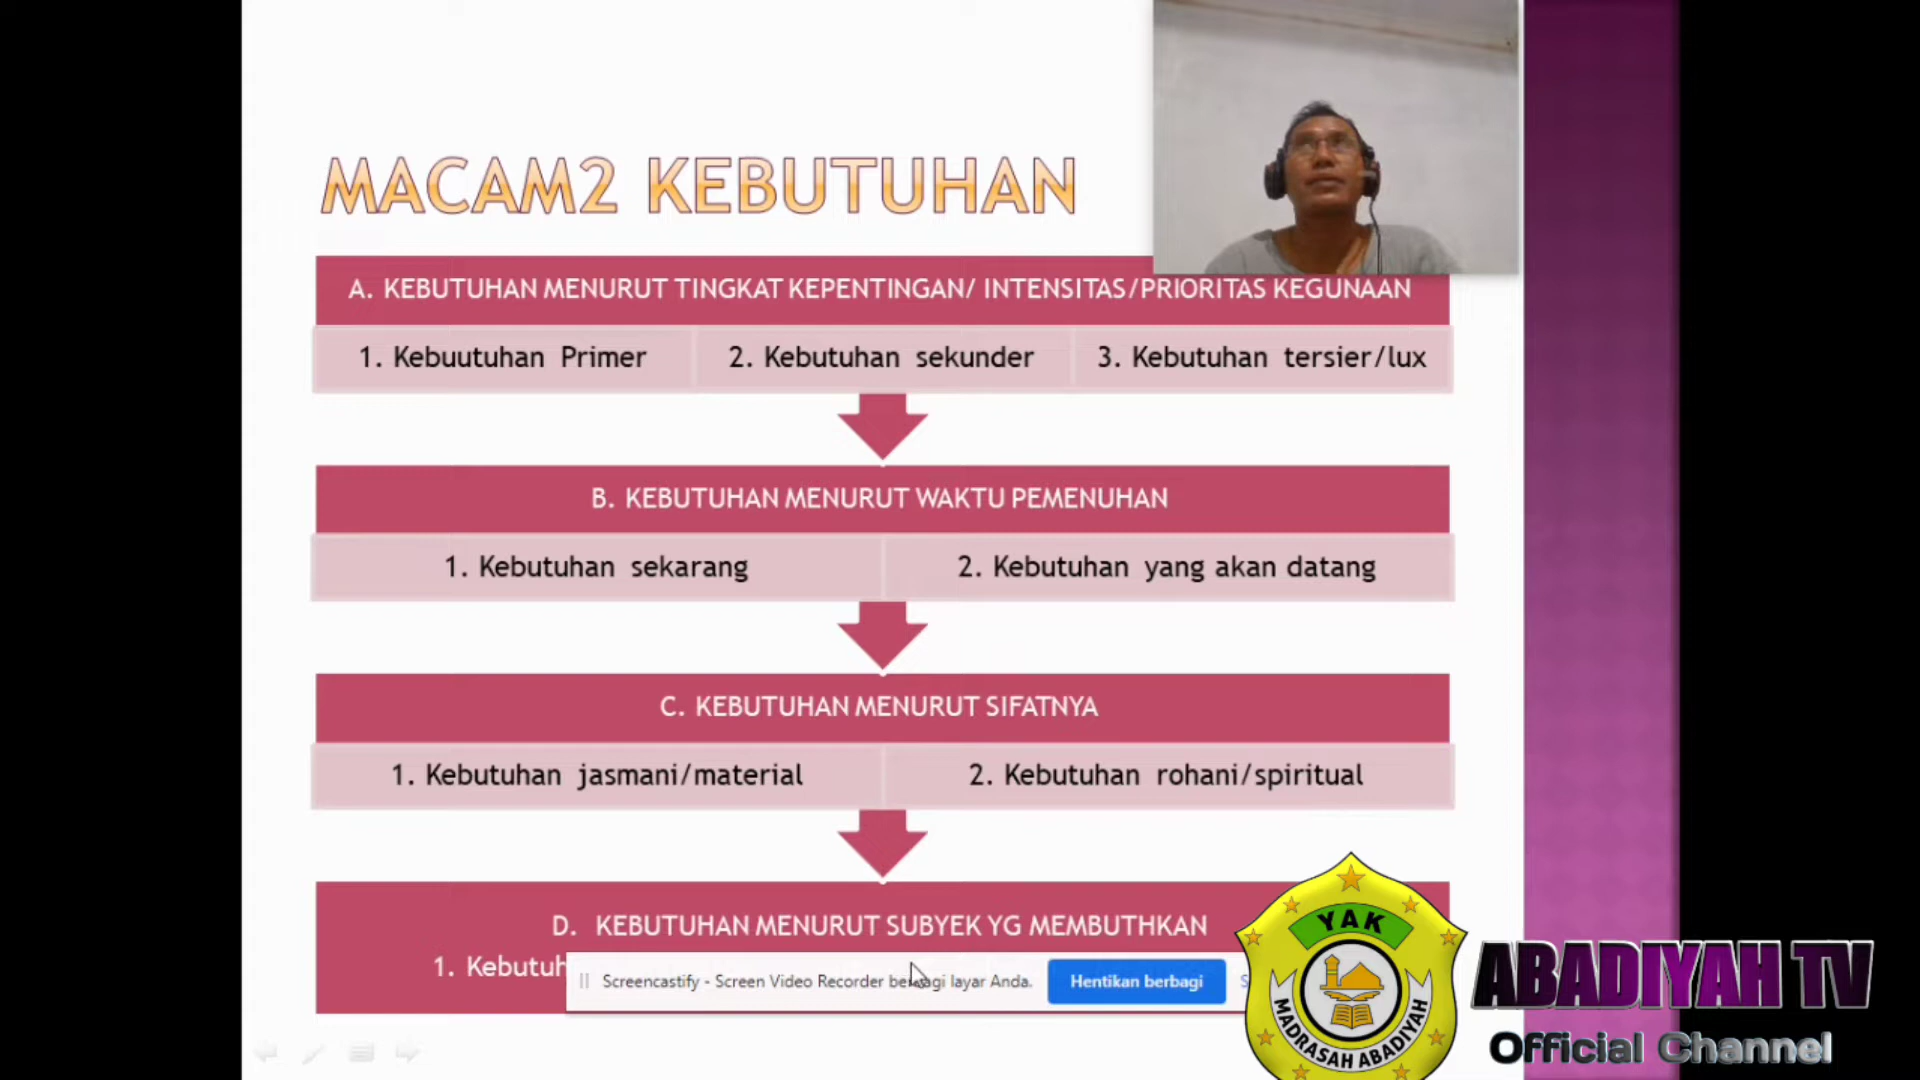 MACAM2 KEBUTUHAN
A. KEBUTUHAN MENURUT TINGKAT KEPENTINGAN/ INTENSITAS/PRIORITAS KEGUNAAN
1. Kebuutuhan Primer
2. Kebutuhan sekunder
3. Kebutuhan tersier/lux
B. KEBUTUHAN MENURUT WAKTU PEMENUHAN
1. Kebutuhan sekarang
2. Kebutuhan yang akan datang
C. KEBUTUHAN MENURUT SIFATNYA
1. Kebutuhan jasmani/material
2. Kebutuhan rohani/spiritual
D. KEBUTUHAN MENURUT SUBYEK YG MEMBUTHKAN
1.
Screencastify - Screen Video Recorder berbagi layar Anda.
Hentikan berbagi
YAK
MADRASAH ABADIYAH
ABADIYAH TV
Official Channel